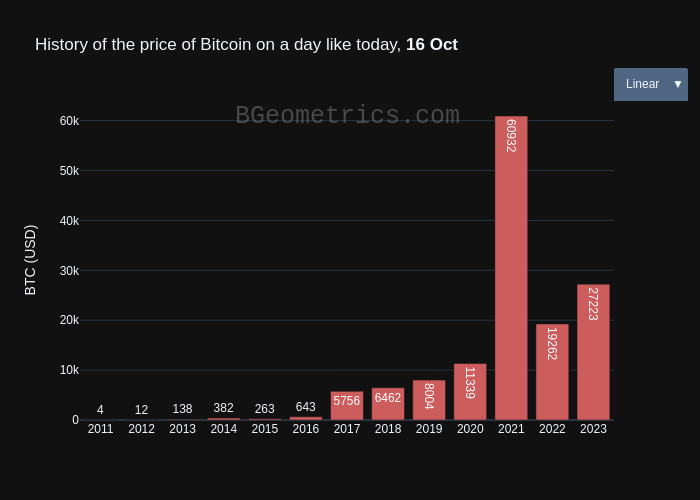 History of the price of Bitcoin on a day like today, 16 Oct
Linear ▼
BGeometrics.com
60k
50k
40k
30k
20k
10k
0
BTC (USD)
4
12
138
382
263
643
5756
6462
8004
11339
60932
19262
27223
2011 2012 2013 2014 2015 2016 2017 2018 2019 2020 2021 2022 2023